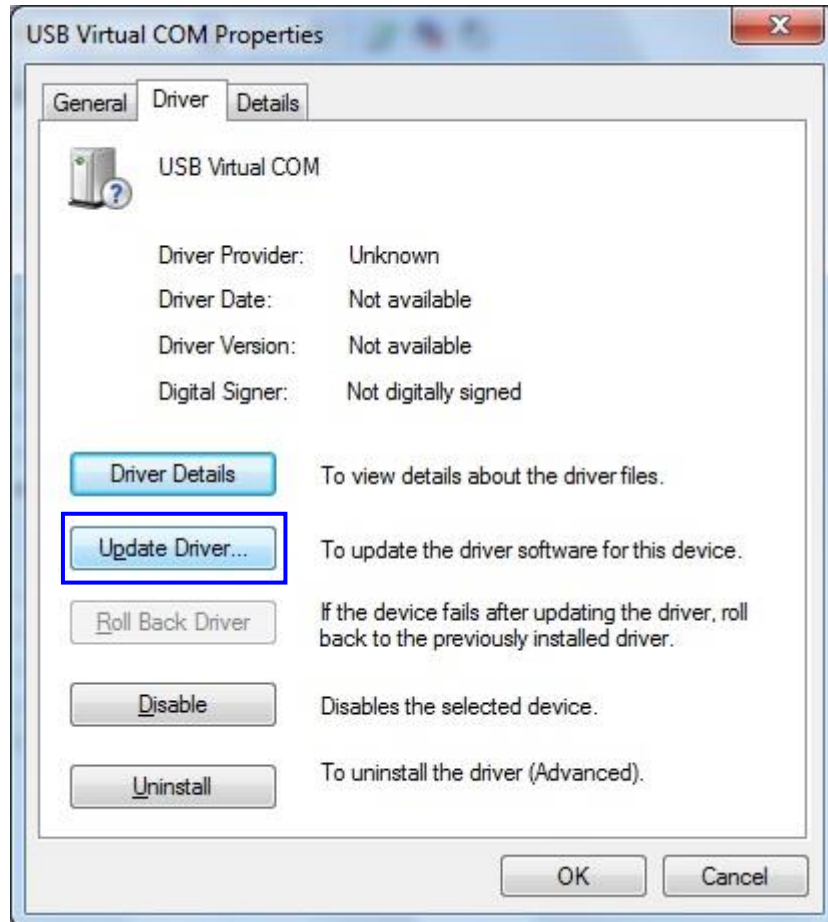 USB Virtual COM Properties
General Driver Details
USB Virtual COM
Driver Provider: Unknown
Driver Date: Not available
Driver Version: Not available
Digital Signer: Not digitally signed
Driver Details To view details about the driver files.
Update Driver... To update the driver software for this device.
Roll Back Driver If the device fails after updating the driver, roll
back to the previously installed driver.
Disable Disables the selected device.
Uninstall To uninstall the driver (Advanced).
OK Cancel